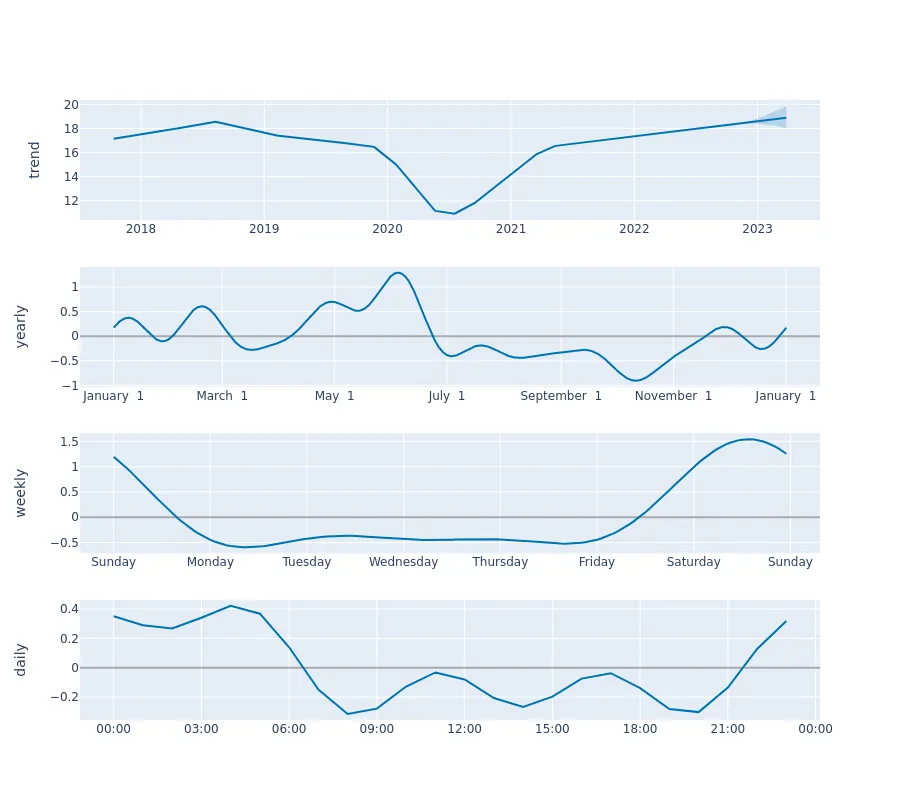 trend
20
18
16
14
12
2018 2019 2020 2021 2022 2023
yearly
1
0.5
0
−0.5
−1
January 1 March 1 May 1 July 1 September 1 November 1 January 1
weekly
1.5
1
0.5
0
−0.5
Sunday Monday Tuesday Wednesday Thursday Friday Saturday Sunday
daily
0.4
0.2
0
−0.2
00:00 03:00 06:00 09:00 12:00 15:00 18:00 21:00 00:00